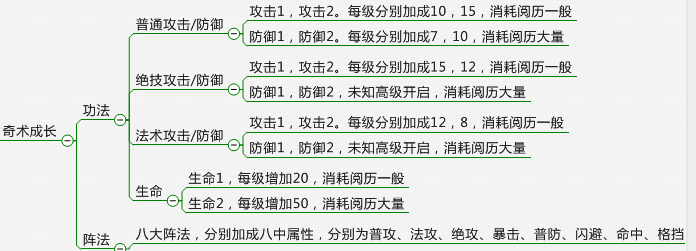 攻击1，攻击2。每级分别加成10，15，消耗阅历一般
普通攻击/防御
防御1，防御2。每级分别加成7，10，消耗阅历大量
攻击1，攻击2。每级分别加成15，12，消耗阅历一般
绝技攻击/防御
防御1，防御2，未知高级开启，消耗阅历大量
功法
攻击1，攻击2。每级分别加成12，8，消耗阅历一般
奇术成长
法术攻击/防御
防御1，防御2，未知高级开启，消耗阅历大量
生命1，每级增加20，消耗阅历一般
生命
生命2，每级增加50，消耗阅历大量
阵法
八大阵法，分别加成八中属性，分别为普攻、法攻、绝攻、暴击、普防、闪避、命中、格挡